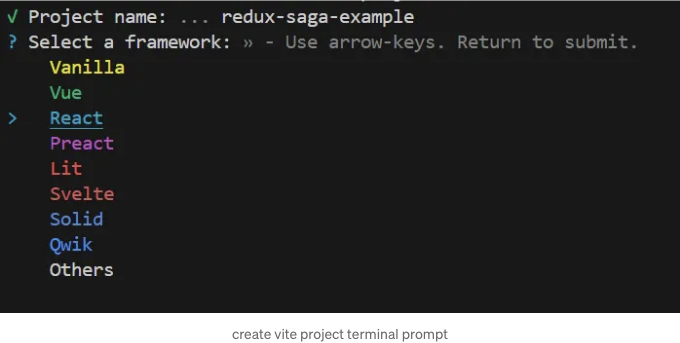 √ Project name: ... redux-saga-example
? Select a framework: » - Use arrow-keys. Return to submit.
Vanilla
Vue
> React
Preact
Lit
Svelte
Solid
Qwik
Others
create vite project terminal prompt